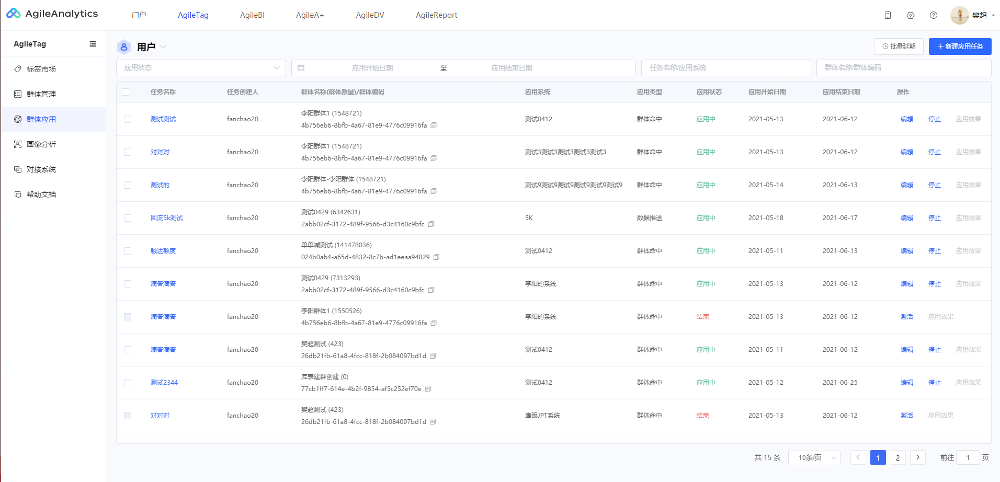 AgileAnalytics
门户 AgileTag AgileBI AgileA+ AgileDV AgileReport
樊超
AgileTag
标签市场
群体管理
群体应用
画像分析
对接系统
帮助文档
用户
批量延期
新建应用任务
应用状态 应用开始日期 至 应用结束日期 任务名称/应用系统 群体名称/群体编码
任务名称 任务创建人 群体名称(群体数量)/群体编码 应用系统 应用类型 应用状态 应用开始日期 应用结束日期 操作
李阳群体1 (1548721)
测试测试 fanchao20 测试0412 群体命中 应用中 2021-05-13 2021-06-12 编辑 停止 应用效果
4b756eb6-8bfb-4a67-81e9-4776c09916fa
李阳群体1 (1548721)
对对对 fanchao20 测试3测试3测试3测试3测试3 群体命中 应用中 2021-05-13 2021-06-12 编辑 停止 应用效果
4b756eb6-8bfb-4a67-81e9-4776c09916fa
李阳群体-李阳群体 (1548721)
测试的 fanchao20 测试9测试9测试9测试9测试9测试9 群体命中 应用中 2021-05-14 2021-06-13 编辑 停止 应用效果
4b756eb6-8bfb-4a67-81e9-4776c09916fa
测试0429 (6342631)
回流5k测试 fanchao20 5K 数据推送 应用中 2021-05-18 2021-06-17 编辑 停止 应用效果
2abb02cf-3172-489f-9566-d3c4160c9bfc
单单减测试 (141478036)
触达额度 fanchao20 测试0412 群体命中 应用中 2021-05-11 2021-06-13 编辑 停止 应用效果
024b0ab4-a65d-4832-8c7b-ad1eeaa94829
测试0429 (7313293)
滴答滴答 fanchao20 李阳的系统 群体命中 应用中 2021-05-13 2021-06-12 编辑 停止 应用效果
2abb02cf-3172-489f-9566-d3c4160c9bfc
李阳群体1 (1550526)
滴答滴答 fanchao20 李阳的系统 群体命中 结束 2021-05-13 2021-06-12 激活 应用效果
4b756eb6-8bfb-4a67-81e9-4776c09916fa
樊超测试 (423)
滴答滴答 fanchao20 测试0412 群体命中 应用中 2021-05-11 2021-06-12 编辑 停止 应用效果
26db21fb-61a8-4fcc-818f-2b084097bd1d
库表建群创建 (0)
测试2344 fanchao20 测试0412 群体命中 应用中 2021-05-12 2021-06-25 编辑 停止 应用效果
77cb1ff7-614e-4b2f-9854-af5c252ef70e
樊超测试 (423)
对对对 fanchao20 鹰眼JPT系统 群体命中 结束 2021-05-13 2021-06-12 激活 应用效果
26db21fb-61a8-4fcc-818f-2b084097bd1d
共 15 条 10条/页 1 2 前往 1 页